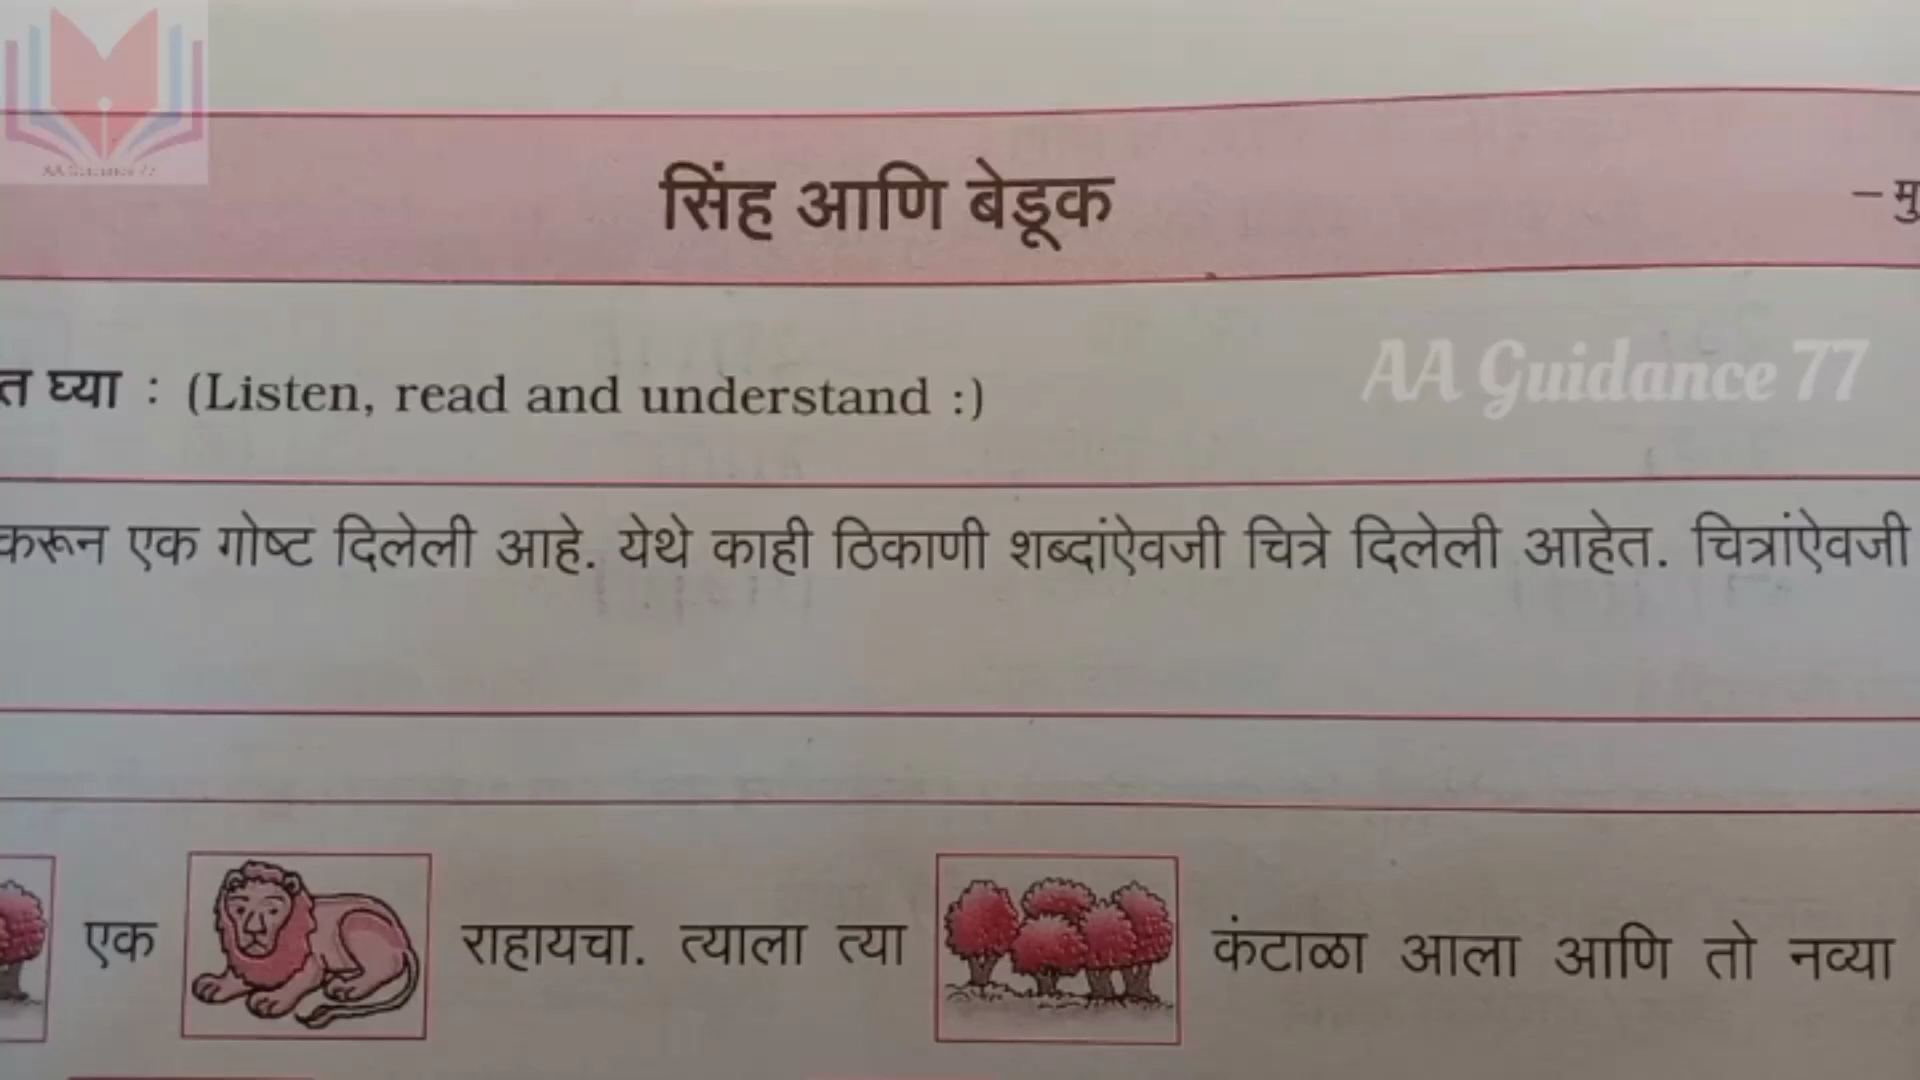 सिंह आणि बेडूक
– मु
त घ्या : (Listen, read and understand :)
AA Guidance 77
करून एक गोष्ट दिलेली आहे. येथे काही ठिकाणी शब्दांऐवजी चित्रे दिलेली आहेत. चित्रांऐवजी
एक राहायचा. त्याला त्या कंटाळा आला आणि तो नव्या